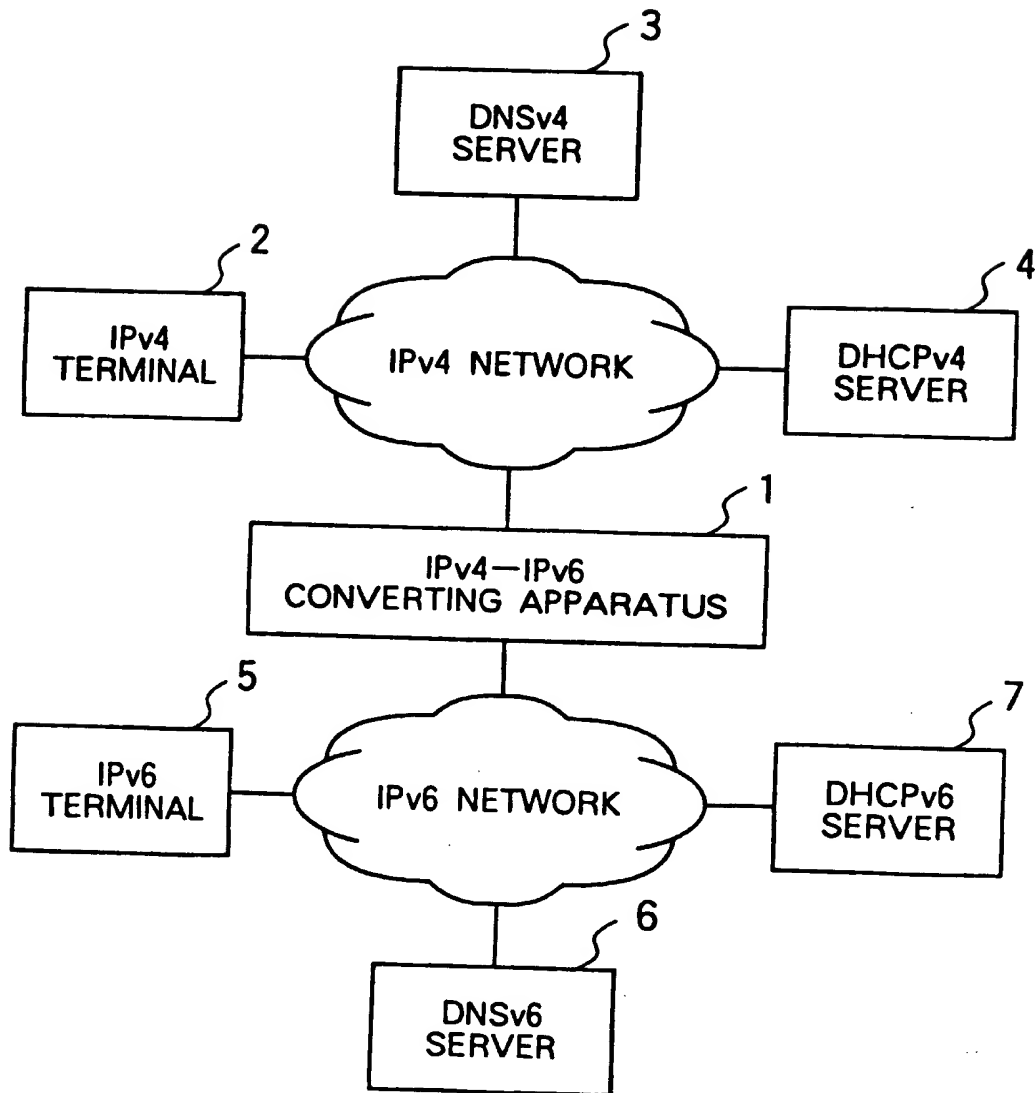 3
DNSv4
SERVER
2
4
IPv4
TERMINAL
IPv4 NETWORK
DHCPv4
SERVER
1
IPv4—IPv6
CONVERTING APPARATUS
5
7
IPv6
TERMINAL
IPv6 NETWORK
DHCPv6
SERVER
6
DNSv6
SERVER